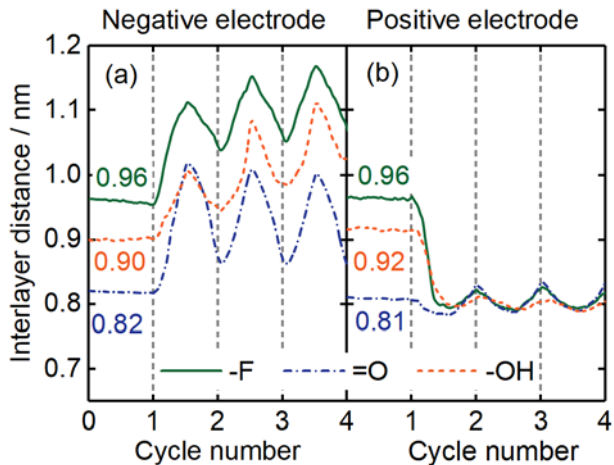 Negative electrode
Positive electrode
Interlayer distance / nm
1.2
1.1
1.0
0.9
0.8
0.7
(a)
0.96
0.90
0.82
(b)
0.96
0.92
0.81
-F
=O
-OH
0 1 2 3 4
0 1 2 3 4
Cycle number
Cycle number